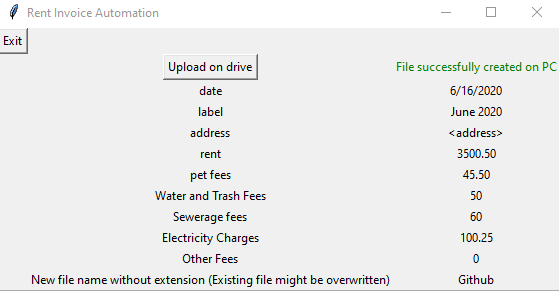 Rent Invoice Automation
Exit
Upload on drive File successfully created on PC
date 6/16/2020
label June 2020
address <address>
rent 3500.50
pet fees 45.50
Water and Trash Fees 50
Sewerage fees 60
Electricity Charges 100.25
Other Fees 0
New file name without extension (Existing file might be overwritten) Github